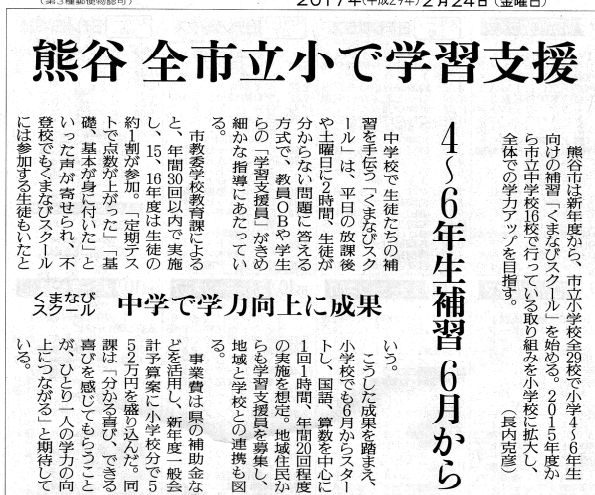 (第3種郵便物認可)
2017年(平成29年)2月24日(金曜日)
熊谷 全市立小で学習支援
4〜6年生補習 6月から
熊谷市は新年度から、市立小学校全29校で小学4〜6年生
向けの補習「くまなびスクール」を始める。2015年度か
ら市立中学校16校で行っている取り組みを小学校に拡大し、
全体での学力アップを目指す。
(長内克彦)
中学校で生徒たちの補
習を手伝う「くまなびスク
ール」は、平日の放課後
や土曜日に2時間、生徒が
分からない問題に答える
方式で、教員OBや学生
らの「学習支援員」がきめ
細かな指導にあたってい
る。
市教委学校教育課による
と、年間30回以内で実施
し、15、16年度は生徒の
約1割が参加。「定期テス
トで点数が上がった」「基
礎、基本が身に付いた」と
いった声が寄せられ、不
登校でもくまなびスクール
には参加する生徒もいたと
くまなび
スクール
中学で学力向上に成果
いう。
こうした成果を踏まえ、
小学校でも6月からスター
トし、国語、算数を中心に
1回1時間、年間20回程度
の実施を想定。地域住民か
らも学習支援員を募集し、
地域と学校との連携も図
る。
事業費は県の補助金な
どを活用し、新年度一般会
計予算案に小学校分で5
52万円を盛り込んだ。同
課は「分かる喜び、できる
喜びを感じてもらうこと
が、ひとり一人の学力の向
上につながる」と期待して
いる。